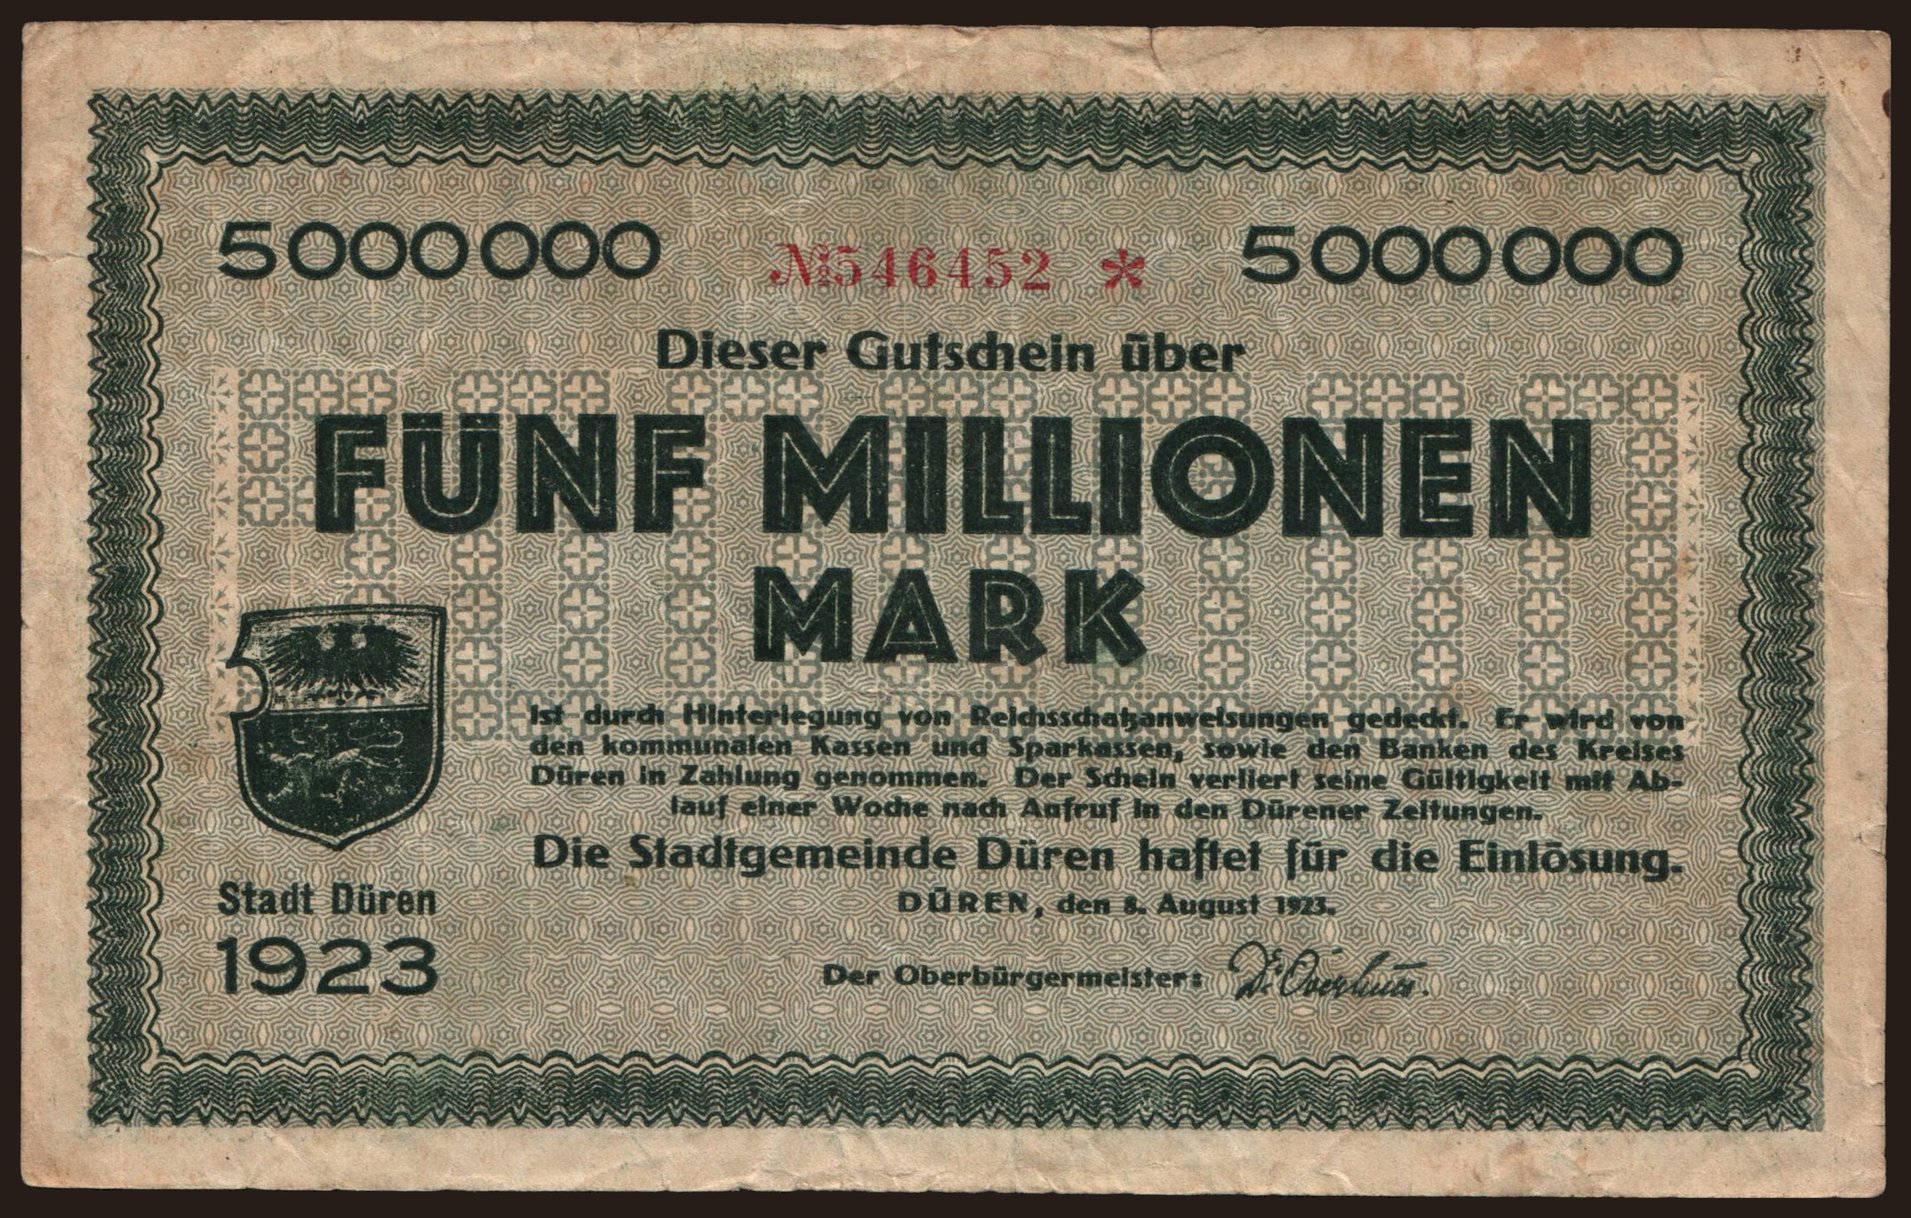 5000000 №546452 * 5000000
Dieser Gutschein über
FÜNF MILLIONEN
MARK
ist durch Hinterlegung von Reichsschatzanweisungen gedeckt. Er wird von
den kommunalen Kassen und Sparkassen, sowie den Banken des Kreises
Düren in Zahlung genommen. Der Schein verliert seine Gültigkeit mit Ab-
lauf einer Woche nach Aufruf in den Dürener Zeitungen.
Die Stadtgemeinde Düren haftet für die Einlösung.
Stadt Düren
1923
DÜREN, den 8. August 1923.
Der Oberbürgermeister: